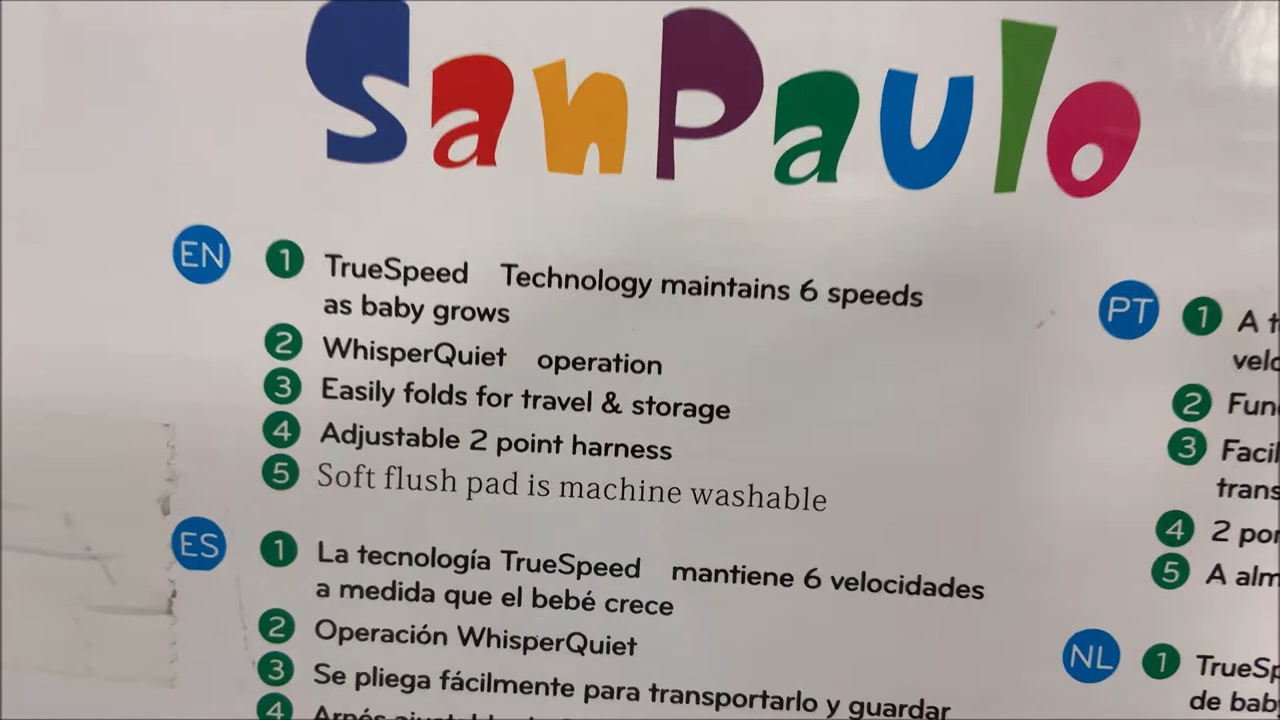 SanPaulo
EN
1 TrueSpeed Technology maintains 6 speeds
as baby grows
2 WhisperQuiet operation
3 Easily folds for travel & storage
4 Adjustable 2 point harness
5 Soft flush pad is machine washable
ES
1 La tecnología TrueSpeed mantiene 6 velocidades
a medida que el bebé crece
2 Operación WhisperQuiet
3 Se pliega fácilmente para transportarlo y guardar
4 Arnés
PT
1 A
2
3
4 2
5 A
NL
1
de